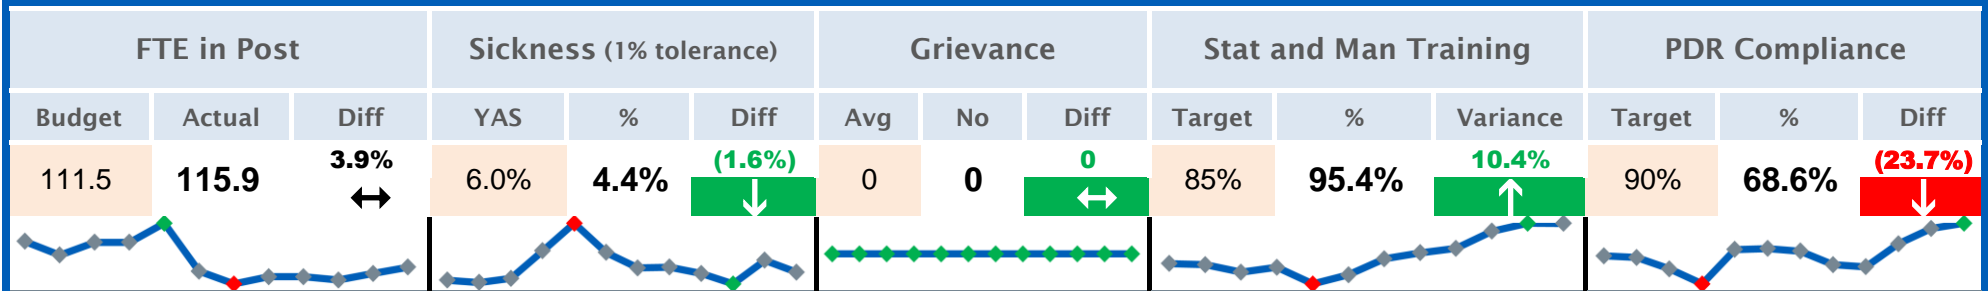 FTE in Post Sickness (1% tolerance) Grievance Stat and Man Training PDR Compliance
Budget Actual Diff YAS % Diff Avg No Diff Target % Variance Target % Diff
111.5 115.9 3.9% ↔ 6.0% 4.4% (1.6%) ↓ 0 0 0 ↔ 85% 95.4% 10.4% ↑ 90% 68.6% (23.7%) ↓